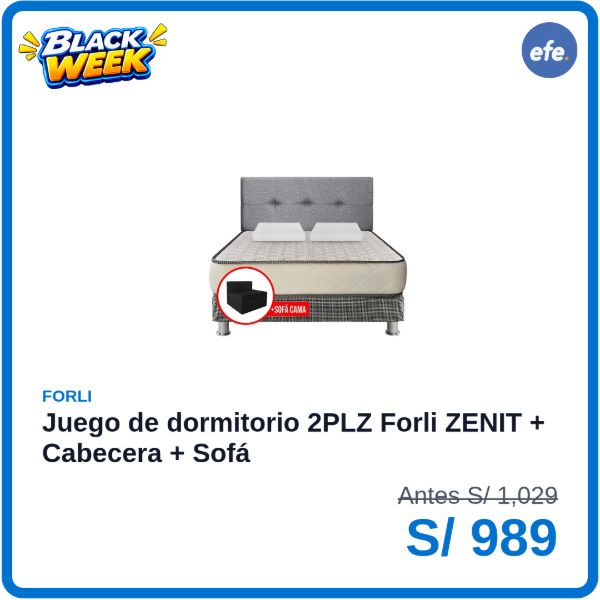 BLACK
WEEK
efe.
+SOFÁ CAMA
FORLI
Juego de dormitorio 2PLZ Forli ZENIT +
Cabecera + Sofá
Antes S/ 1,029
S/ 989